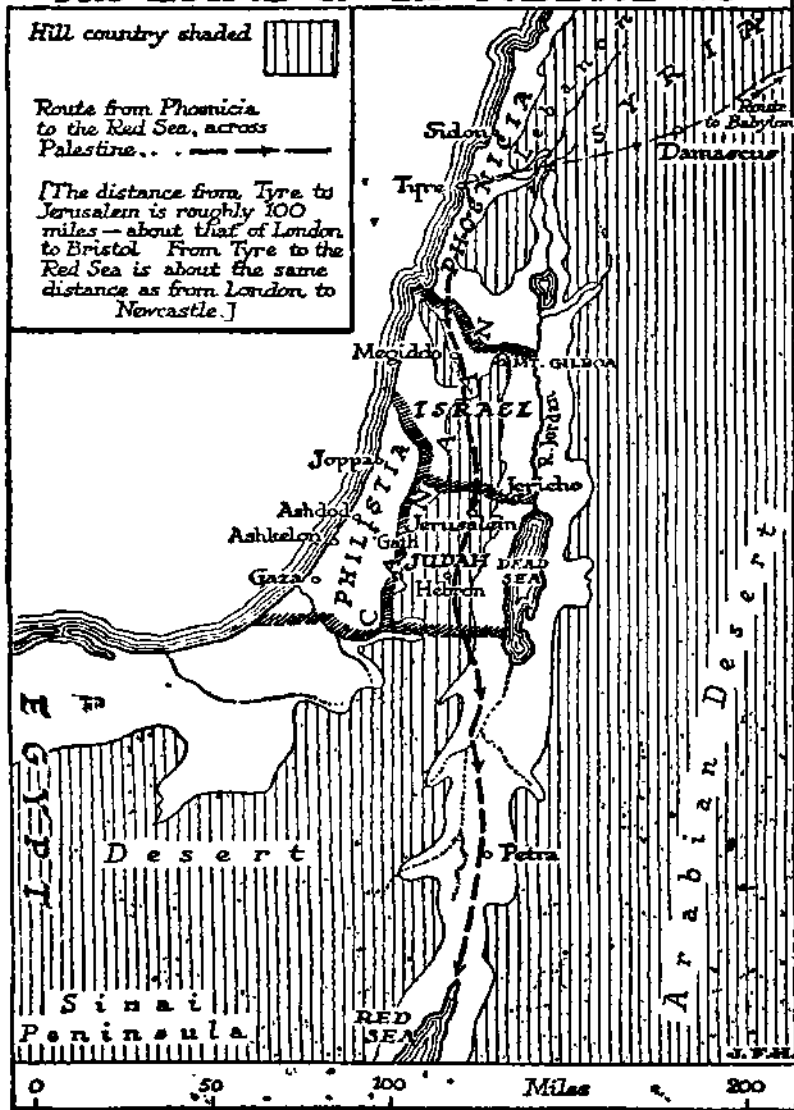 Hill country shaded
Route from Phœnicia
to the Red Sea, across
Palestine. . .
[The distance from Tyre to
Jerusalem is roughly 100
miles — about that of London
to Bristol From Tyre to the
Red Sea is about the same
distance as from London to
Newcastle.]
SYRIA
Lebanon
PHOENICIA
Sidon
Route
to Babylon
Damascus
Tyre
CANAAN
Megiddo
MT. GILBOA
ISRAEL
R. Jordan
Joppa
PHILISTIA
Jericho
Ashdod
Jerusalem
Ashkelon
Gath
JUDAH
DEAD
SEA
Gaza
Hebron
EGYPT
Desert
Petra
Arabian Desert
Sinai
Peninsula
RED
SEA
J.F.H.
0 50 100 Miles 200